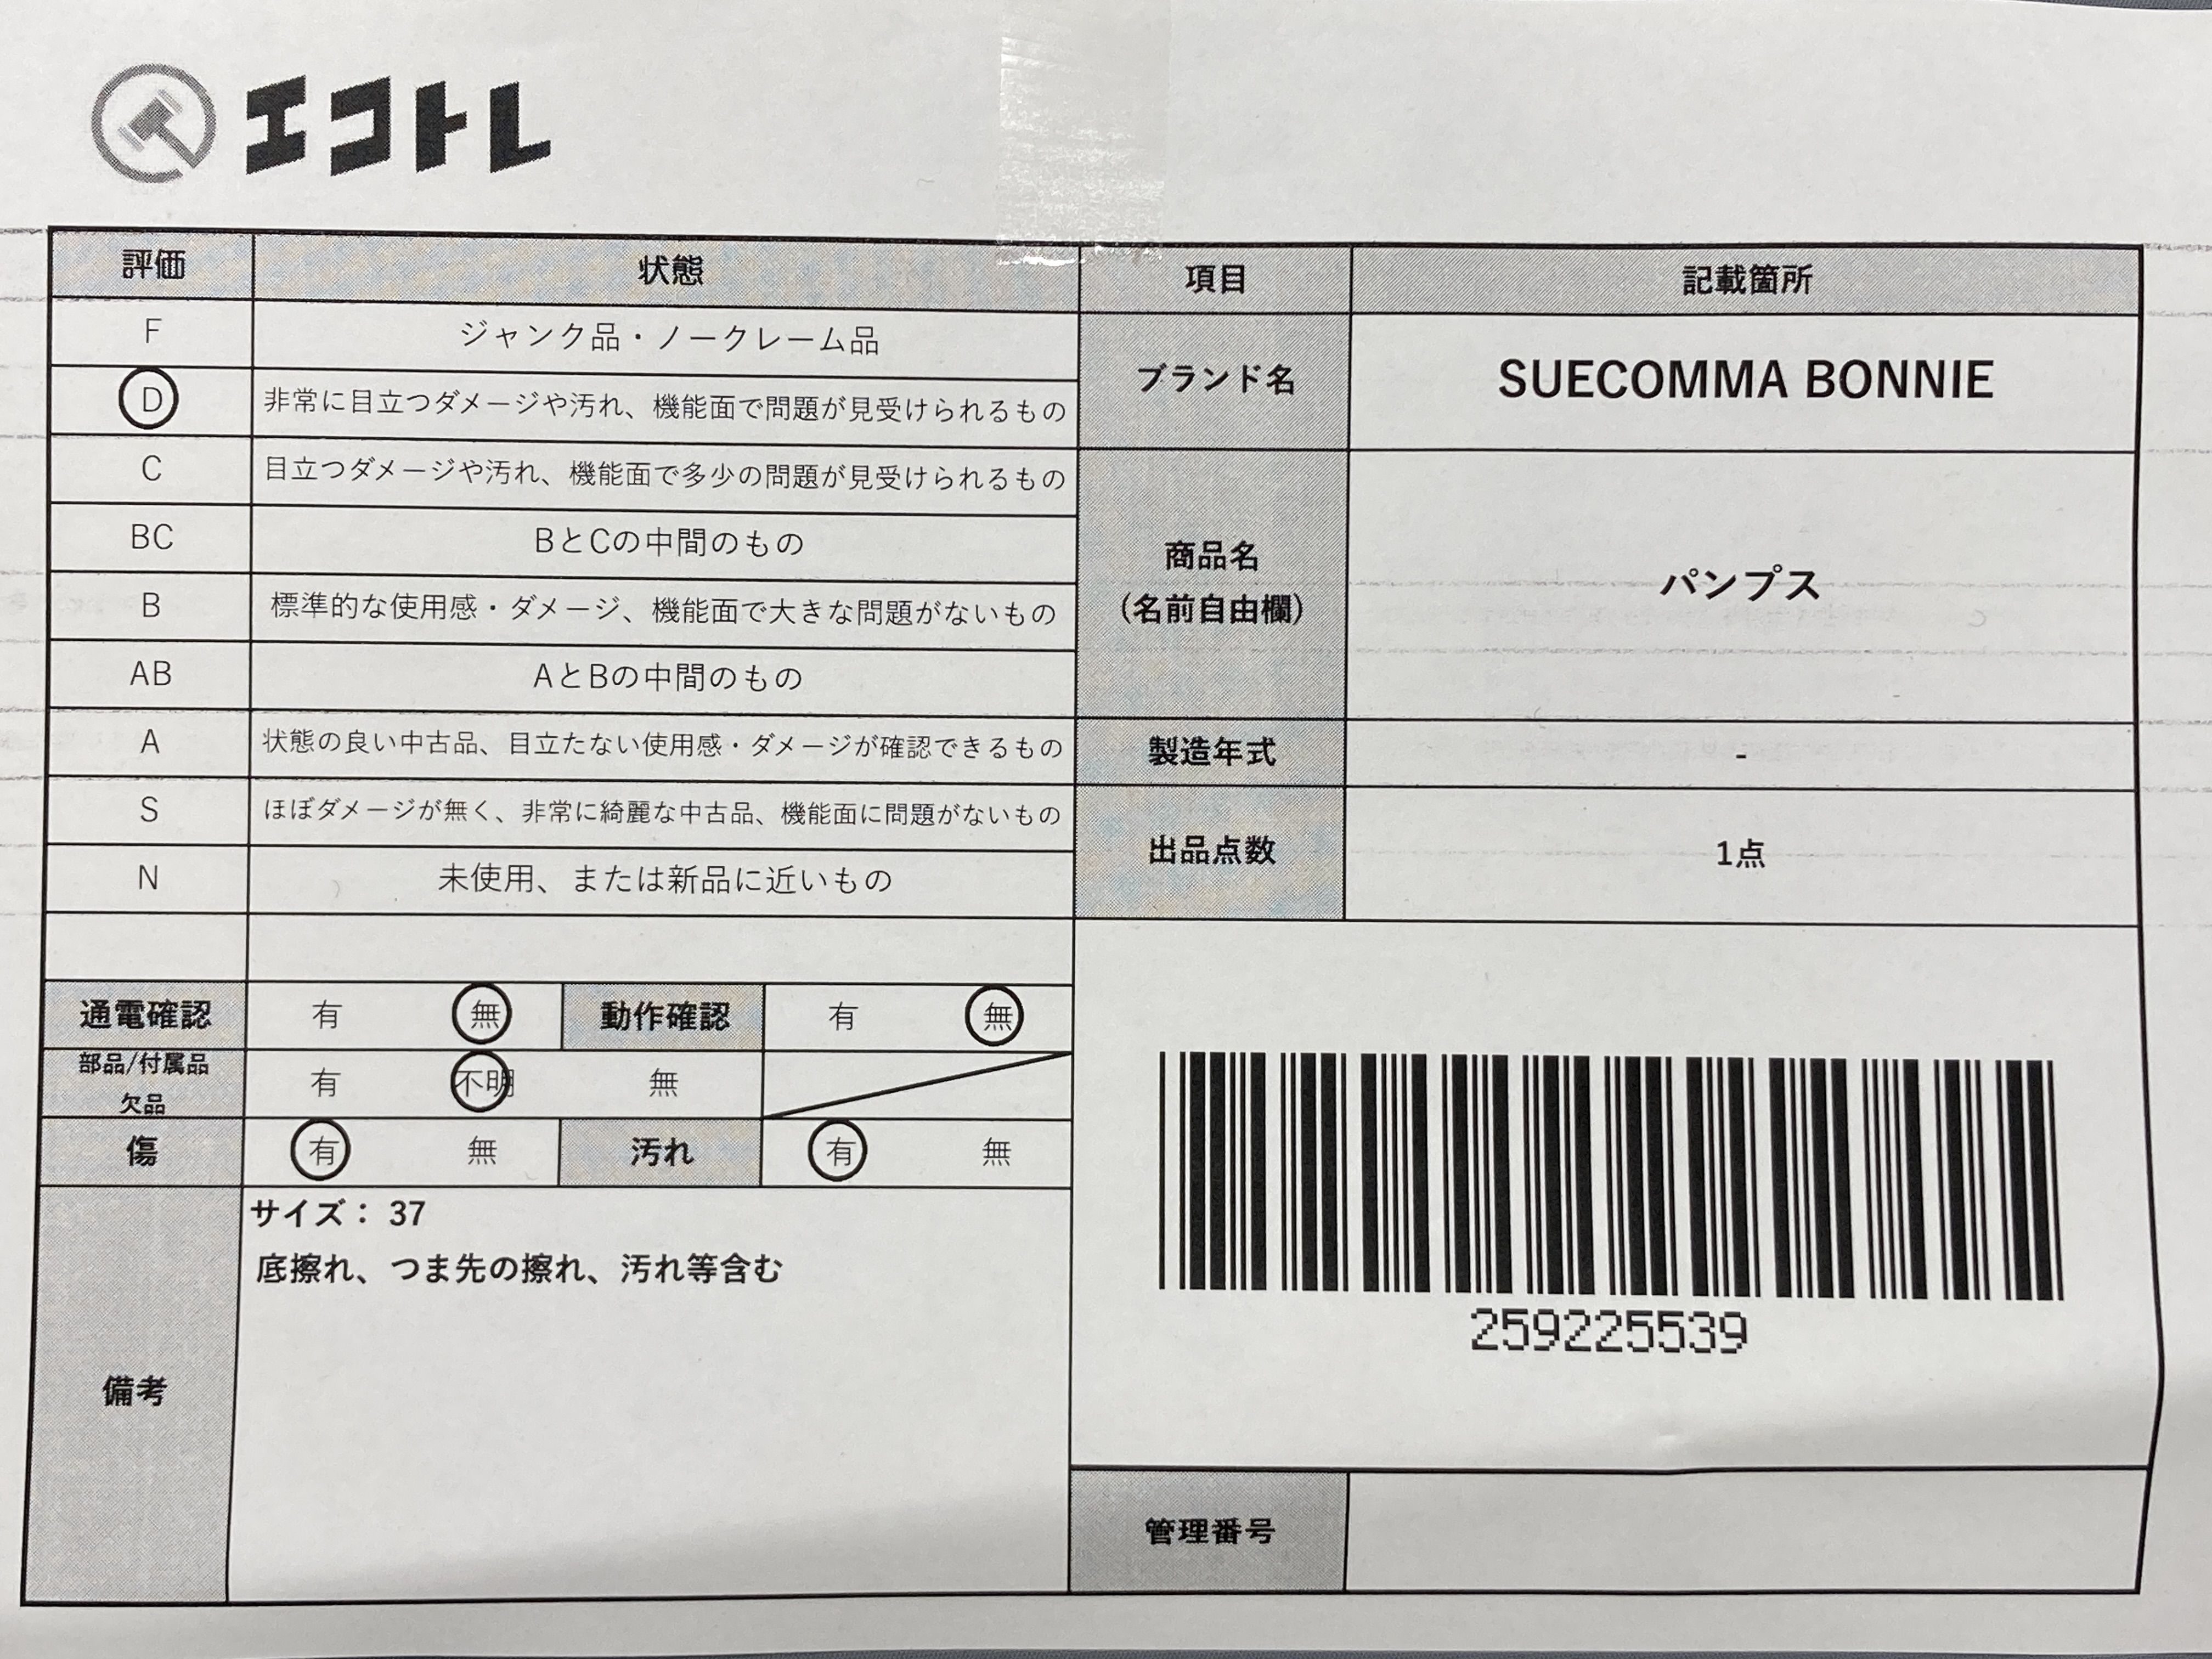 エコトレ
評価 状態 項目 記載箇所
F ジャンク品・ノークレーム品
D 非常に目立つダメージや汚れ、機能面で問題が見受けられるもの
C 目立つダメージや汚れ、機能面で多少の問題が見受けられるもの
BC BとCの中間のもの
B 標準的な使用感・ダメージ、機能面で大きな問題がないもの
AB AとBの中間のもの
A 状態の良い中古品、目立たない使用感・ダメージが確認できるもの
S ほぼダメージが無く、非常に綺麗な中古品、機能面に問題がないもの
N 未使用、または新品に近いもの
ブランド名 SUECOMMA BONNIE
商品名
(名前自由欄)
パンプス
製造年式 -
出品点数 1点
通電確認 有 無 動作確認 有 無
部品/付属品
欠品
有 不明 無
傷 有 無 汚れ 有 無
備考
サイズ： 37
底擦れ、つま先の擦れ、汚れ等含む
259225539
管理番号